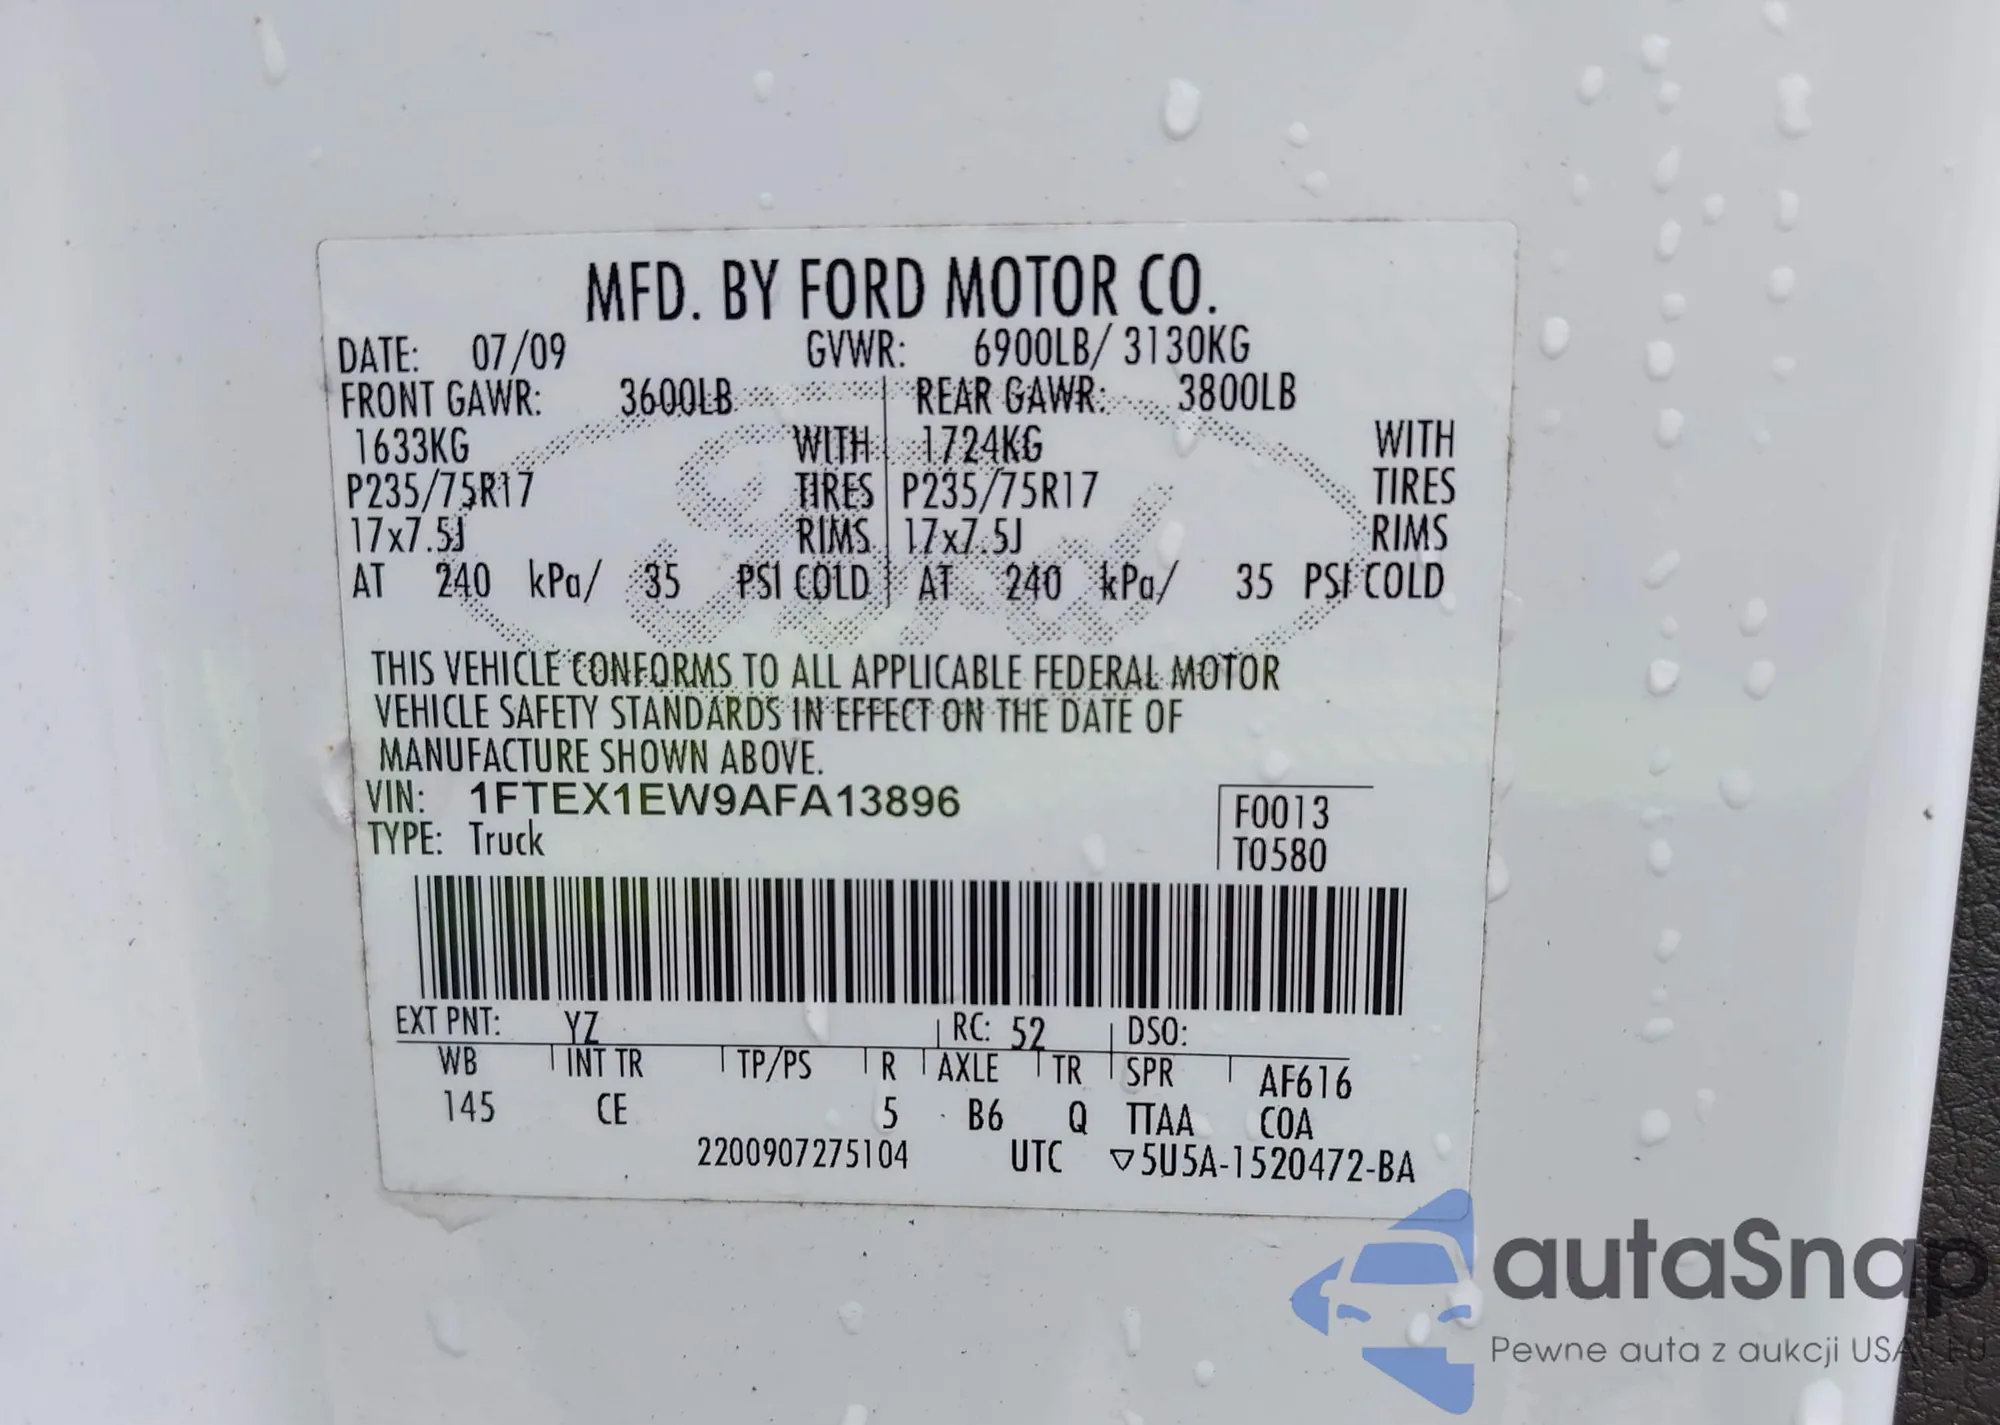 MFD. BY FORD MOTOR CO.
DATE: 07/09 GVWR: 6900LB/ 3130KG
FRONT GAWR: 3600LB REAR GAWR: 3800LB
1633KG WITH 1724KG WITH
P235/75R17 TIRES P235/75R17 TIRES
17x7.5J RIMS 17x7.5J RIMS
AT 240 kPa/ 35 PSI COLD AT 240 kPa/ 35 PSI COLD
Ford
THIS VEHICLE CONFORMS TO ALL APPLICABLE FEDERAL MOTOR
VEHICLE SAFETY STANDARDS IN EFFECT ON THE DATE OF
MANUFACTURE SHOWN ABOVE.
VIN: 1FTEX1EW9AFA13896 F0013
TYPE: Truck T0580
EXT PNT: YZ RC: 52 DSO:
WB INT TR TP/PS R AXLE TR SPR AF616
145 CE 5 B6 Q TTAA COA
2200907275104 UTC ▽5U5A-1520472-BA
autaSnap
Pewne auta z aukcji USA i EU